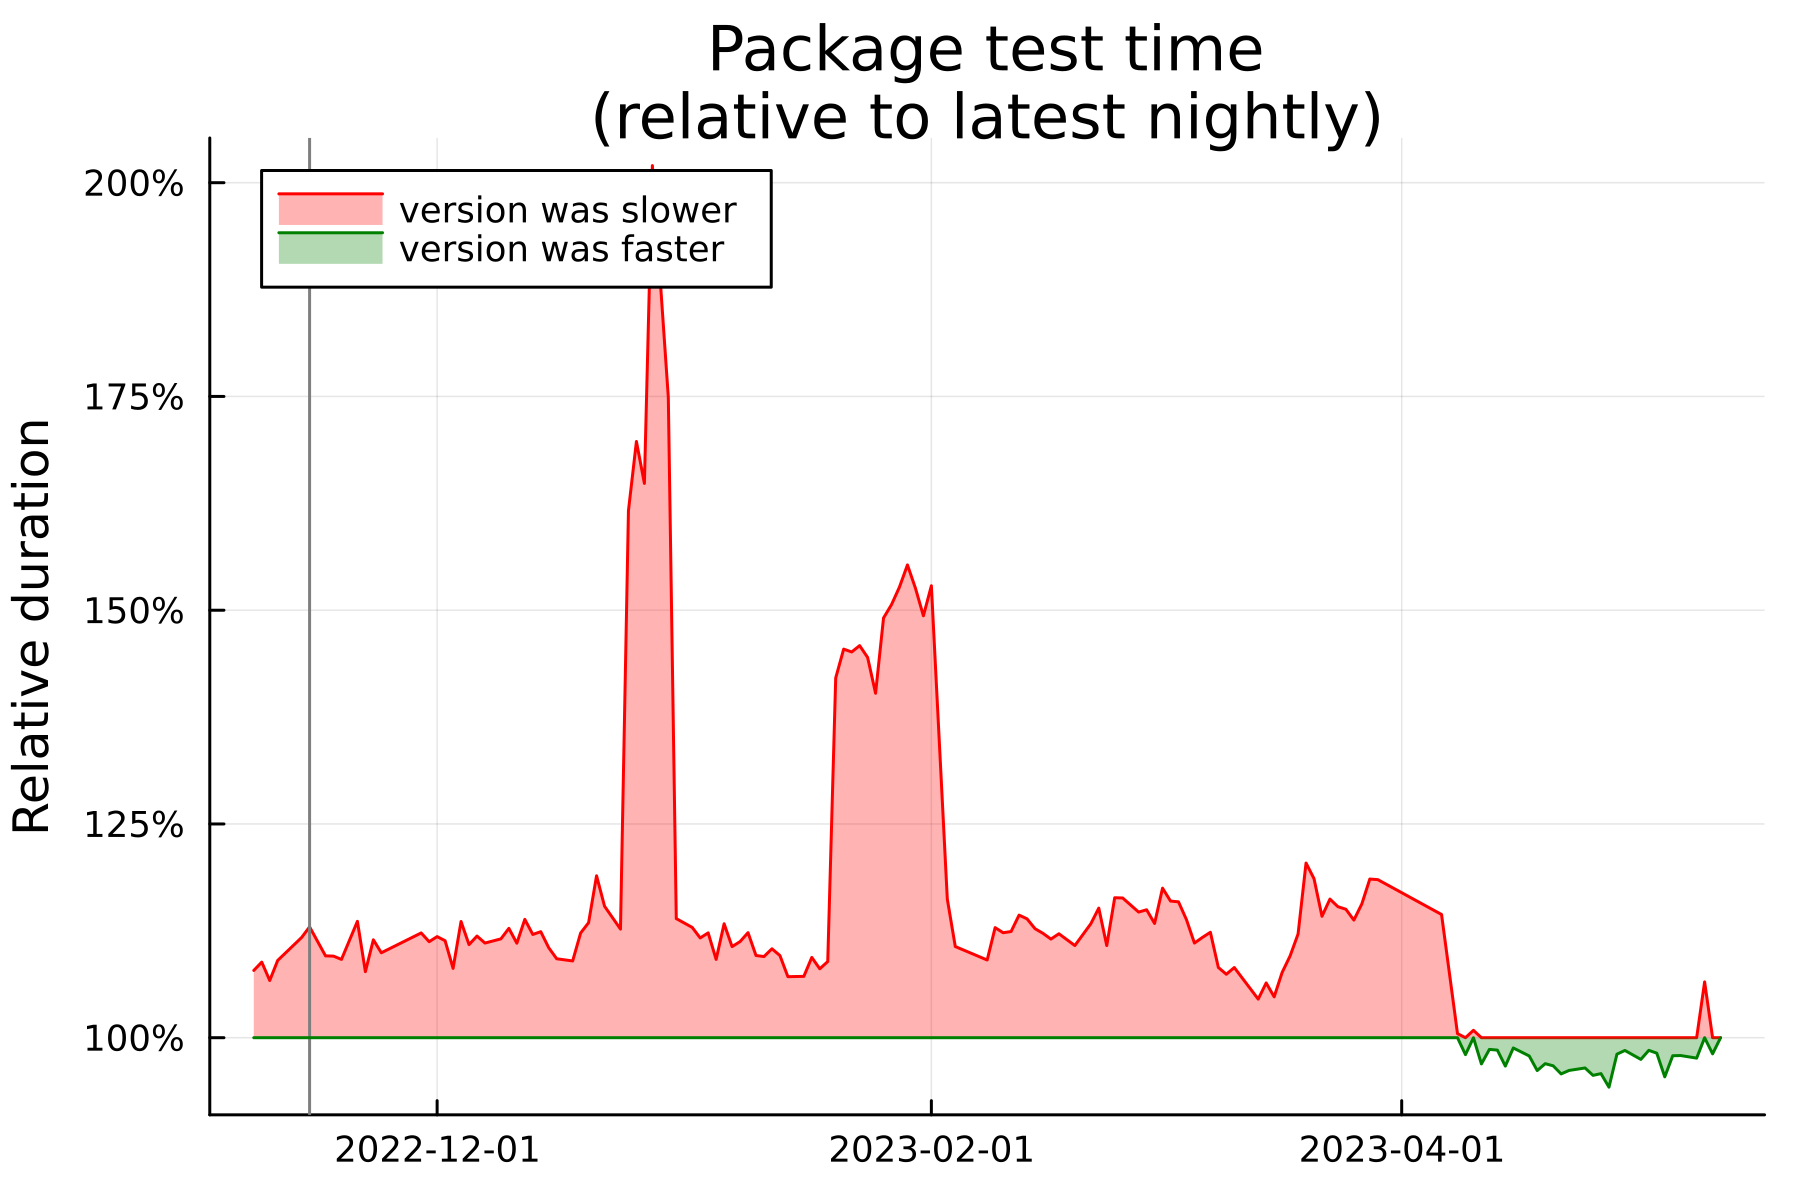 Package test time
(relative to latest nightly)
200%
version was slower
version was faster
175%
Relative duration
150%
125%
100%
2022-12-01
2023-02-01
2023-04-01